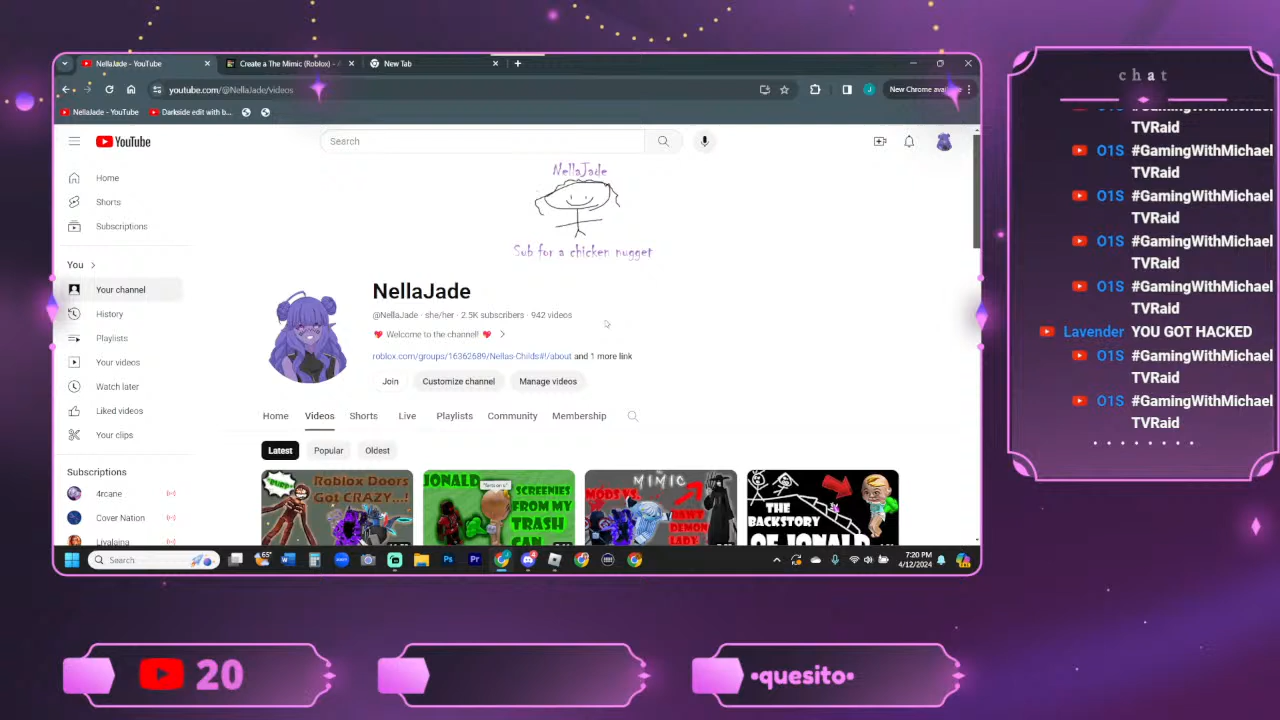 NellaJade - YouTube
Create a The Mimic (Roblox) -
New Tab
youtube.com/@NellaJade/videos
New Chrome avail
NellaJade - YouTube
Darkside edit with b...
YouTube
Search
Home
Shorts
Subscriptions
You
Your channel
History
Playlists
Your videos
Watch later
Liked videos
Your clips
Subscriptions
4rcane
Cover Nation
Livalaina
NellaJade
Sub for a chicken nugget
NellaJade
@NellaJade · she/her · 2.5K subscribers · 942 videos
Welcome to the channel!
roblox.com/groups/16362689/Nellas-Childs#!/about and 1 more link
Join
Customize channel
Manage videos
Home
Videos
Shorts
Live
Playlists
Community
Membership
Latest
Popular
Oldest
Roblox Doors
Got CRAZY...!
JONALD
SCREENIES
FROM MY
TRASH
CAN
MIMIC
MODS VS.
DEMON
LADY
THE
BACKSTORY
OF JONALD
65°
Search
7:20 PM
4/12/2024
chat
#GamingWithMichael
TVRaid
O1S #GamingWithMichael
TVRaid
O1S #GamingWithMichael
TVRaid
O1S #GamingWithMichael
TVRaid
O1S #GamingWithMichael
TVRaid
Lavender YOU GOT HACKED
O1S #GamingWithMichael
TVRaid
O1S #GamingWithMichael
TVRaid
20
•quesito•